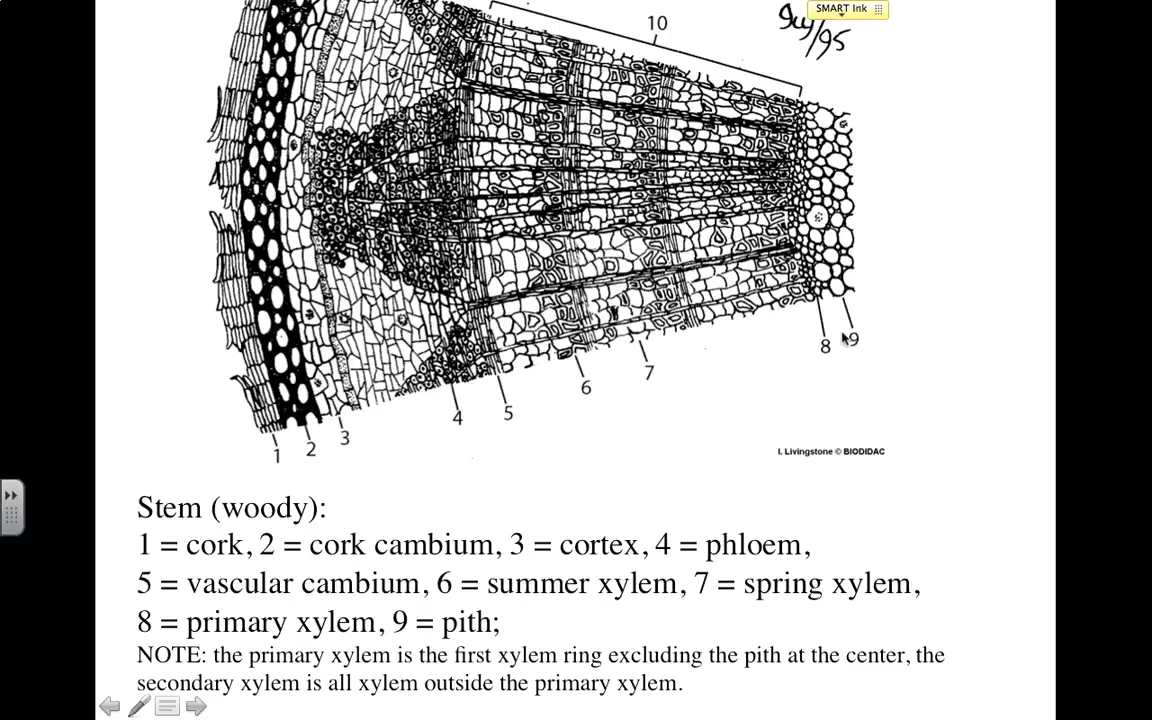 SMART Ink
10
/95
8
9
7
6
5
4
3
2
1
I. Livingstone © BIODIDAC
Stem (woody):
1 = cork, 2 = cork cambium, 3 = cortex, 4 = phloem,
5 = vascular cambium, 6 = summer xylem, 7 = spring xylem,
8 = primary xylem, 9 = pith;
NOTE: the primary xylem is the first xylem ring excluding the pith at the center, the
secondary xylem is all xylem outside the primary xylem.